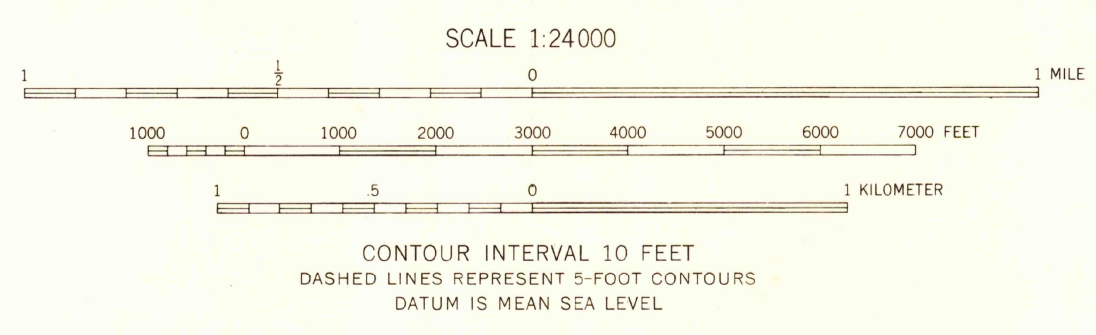 SCALE 1:24000
1 ½ 0 1 MILE
1000 0 1000 2000 3000 4000 5000 6000 7000 FEET
1 .5 0 1 KILOMETER
CONTOUR INTERVAL 10 FEET
DASHED LINES REPRESENT 5-FOOT CONTOURS
DATUM IS MEAN SEA LEVEL